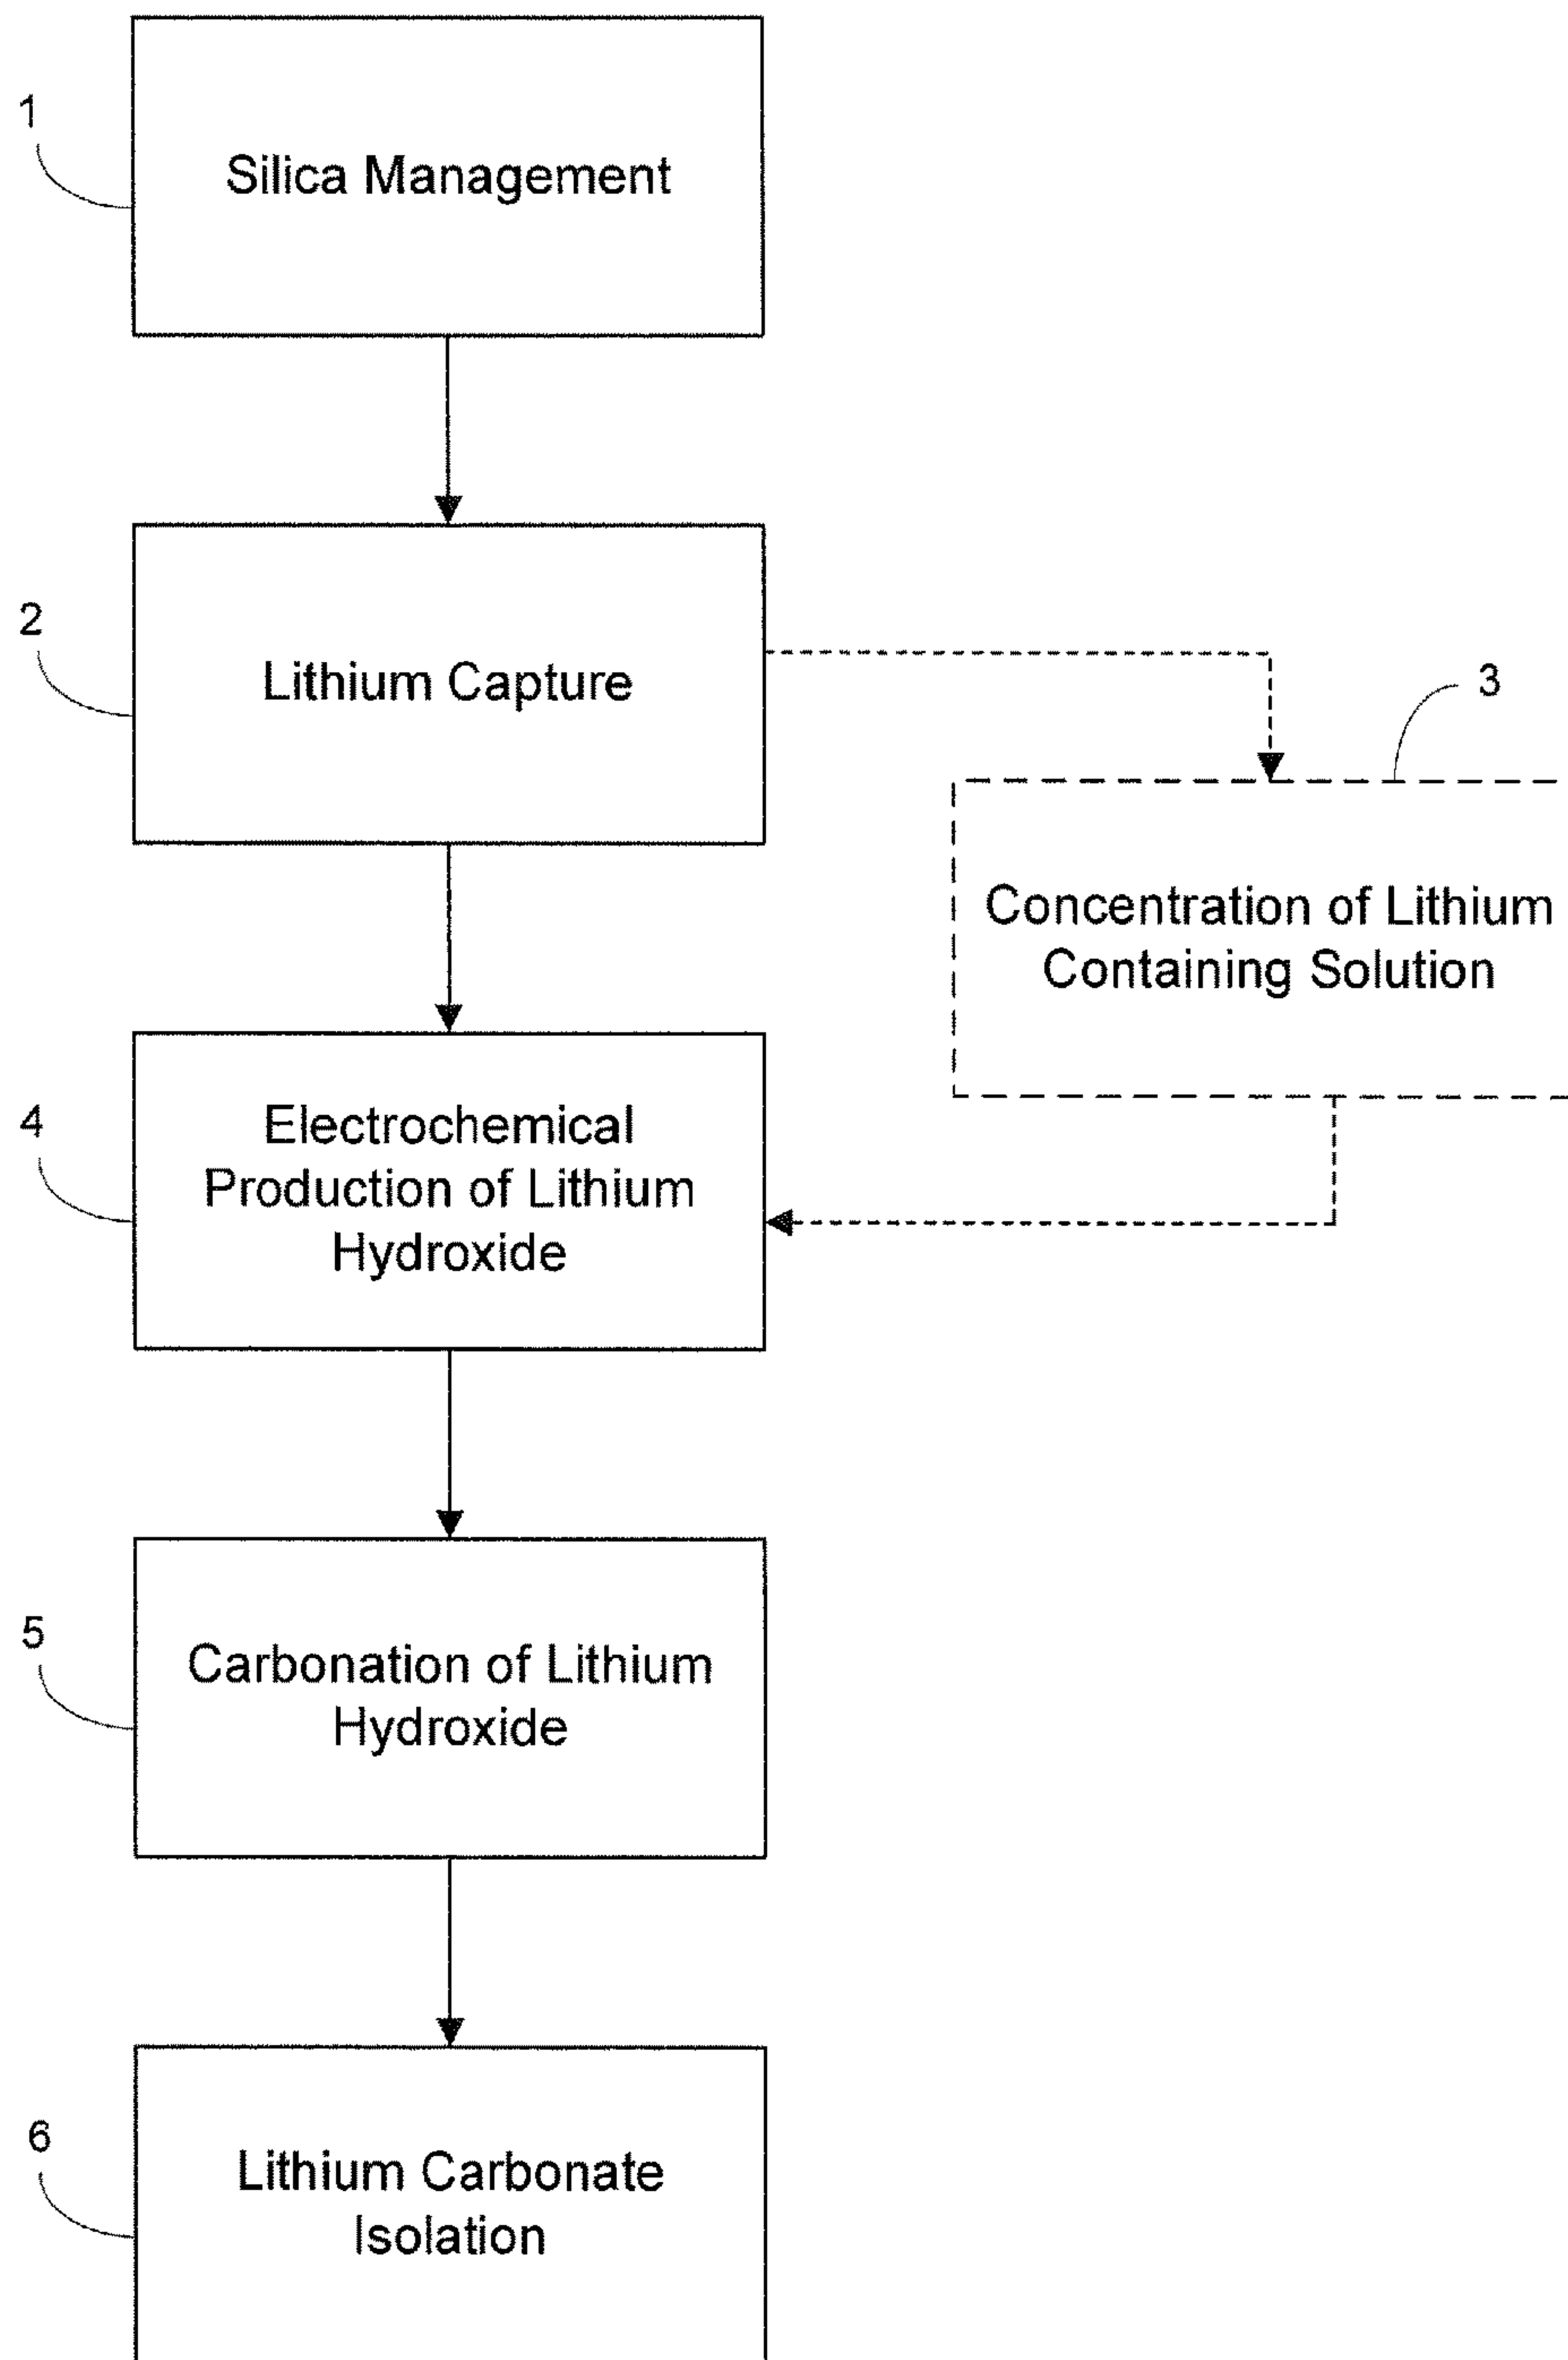 1
Silica Management
2
Lithium Capture
3
Concentration of Lithium
Containing Solution
4
Electrochemical
Production of Lithium
Hydroxide
5
Carbonation of Lithium
Hydroxide
6
Lithium Carbonate
Isolation